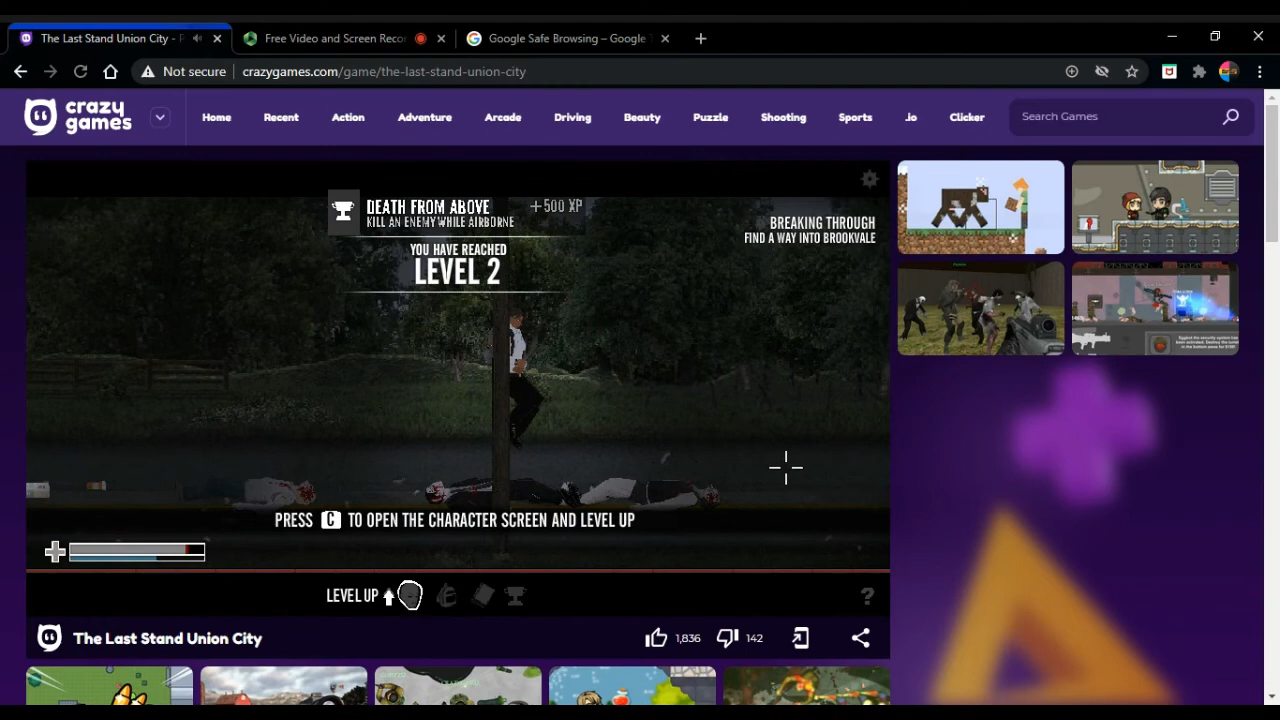 The Last Stand Union City - F
Free Video and Screen Recor
Google Safe Browsing – Google T
Not secure
crazygames.com/game/the-last-stand-union-city
crazy
games
Home
Recent
Action
Adventure
Arcade
Driving
Beauty
Puzzle
Shooting
Sports
.io
Clicker
Search Games
DEATH FROM ABOVE
+500 XP
KILL AN ENEMY WHILE AIRBORNE
YOU HAVE REACHED
LEVEL 2
BREAKING THROUGH
FIND A WAY INTO BROOKVALE
PRESS C TO OPEN THE CHARACTER SCREEN AND LEVEL UP
LEVEL UP
?
The Last Stand Union City
1,836
142